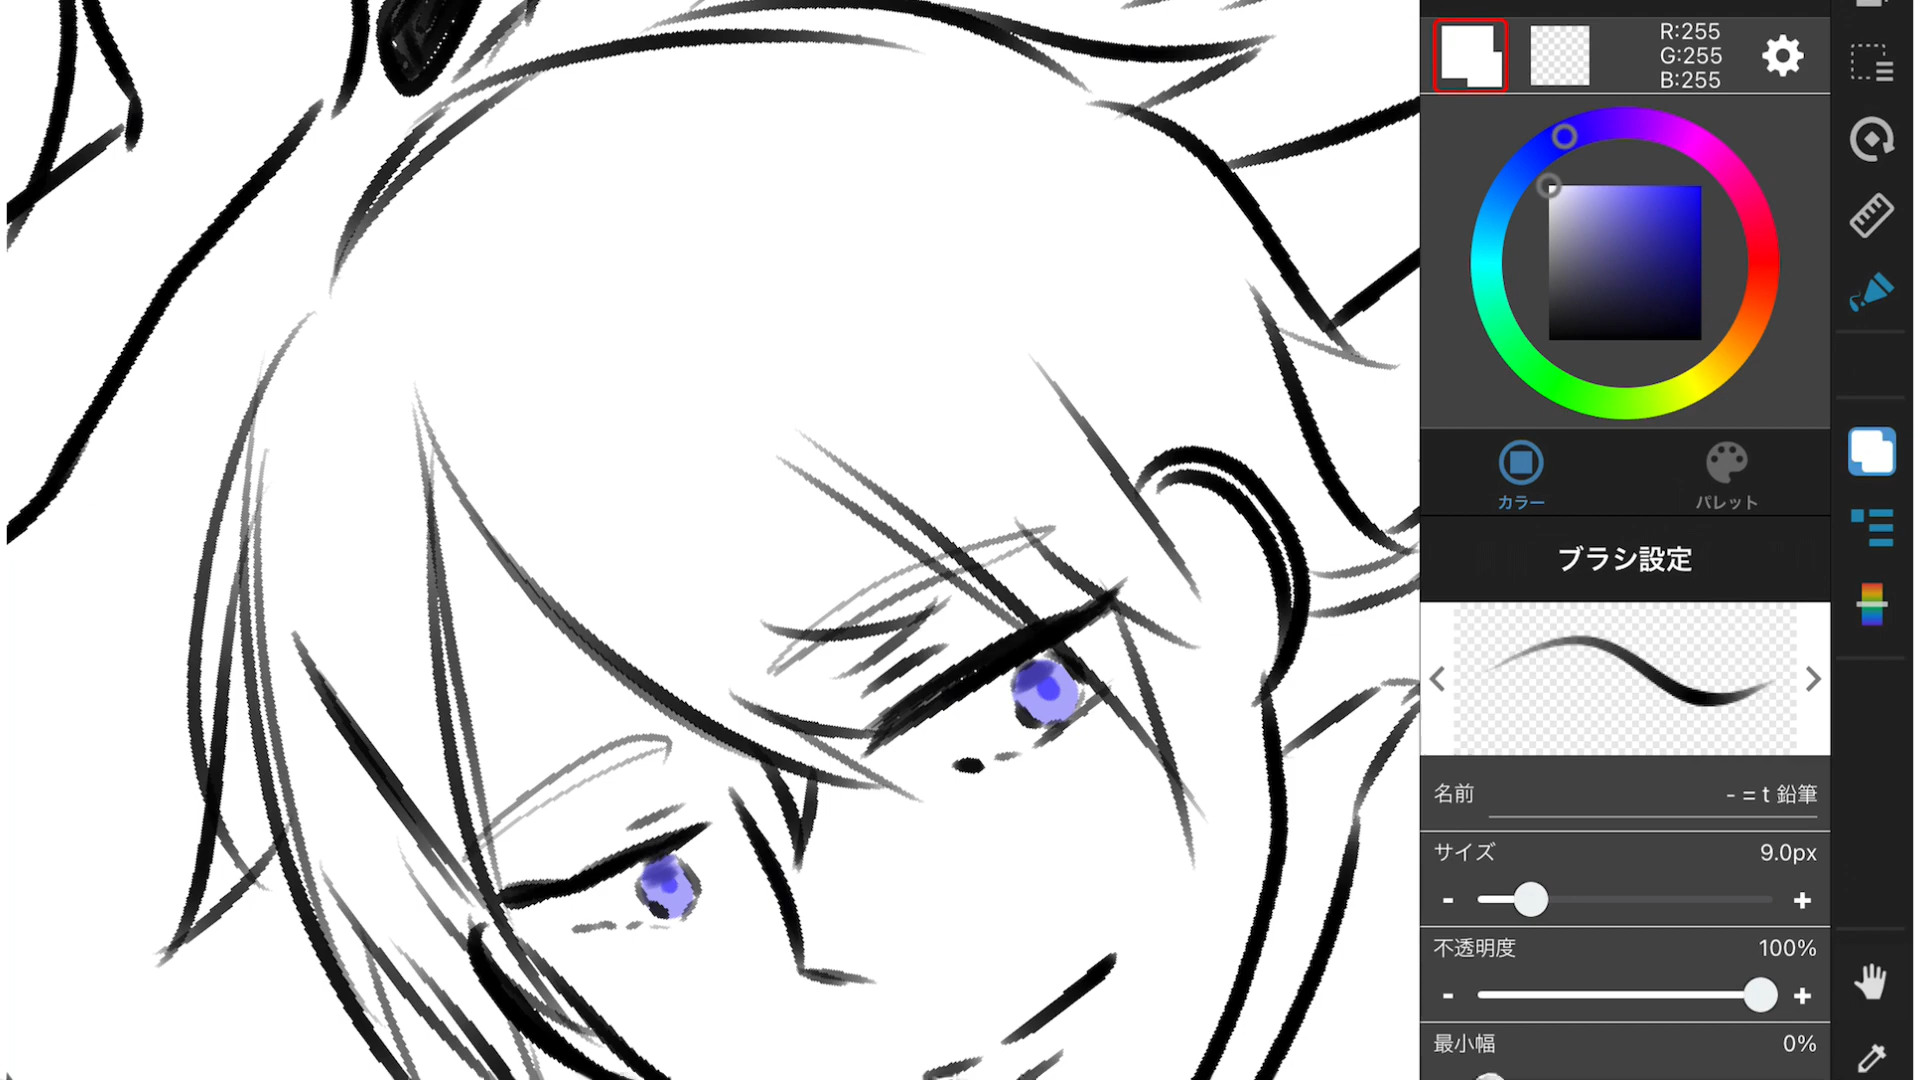 R:255
G:255
B:255
カラー
パレット
ブラシ設定
名前
- = t 鉛筆
サイズ
9.0px
- +
不透明度
100%
- +
最小幅
0%